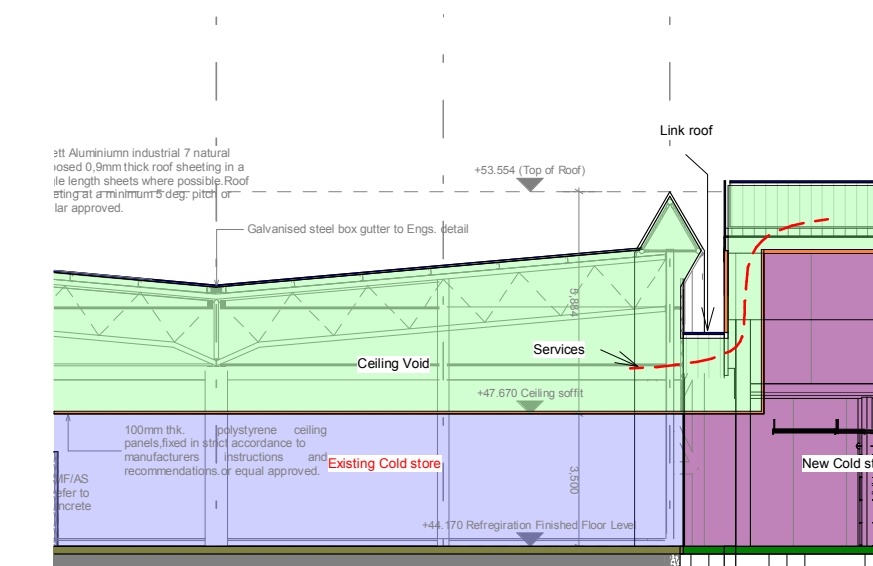 Link roof
ett Aluminiumn industrial 7 natural
posed 0,9mm thick roof sheeting in a
le length sheets where possible.Roof
eting at a minimum 5 deg. pitch or
lar approved.
+53.554 (Top of Roof)
Galvanised steel box gutter to Engs. detail
5,884
Services
Ceiling Void
+47.670 Ceiling soffit
100mm thk. polystyrene ceiling
panels,fixed in strict accordance to
manufacturers instructions and
recommendations.or equal approved.
Existing Cold store
New Cold st
3,500
MF/AS
efer to
ncrete
+44.170 Refregiration Finished Floor Level